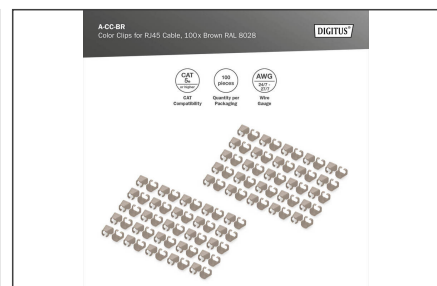 A-CC-BR
Color Clips for RJ45 Cable, 100x Brown RAL 8028
DIGITUS®
CAT
5e
or higher
CAT
Compatibility
100
pieces
Quantity per
Packaging
AWG
24/7 -
27/7
Wire
Gauge